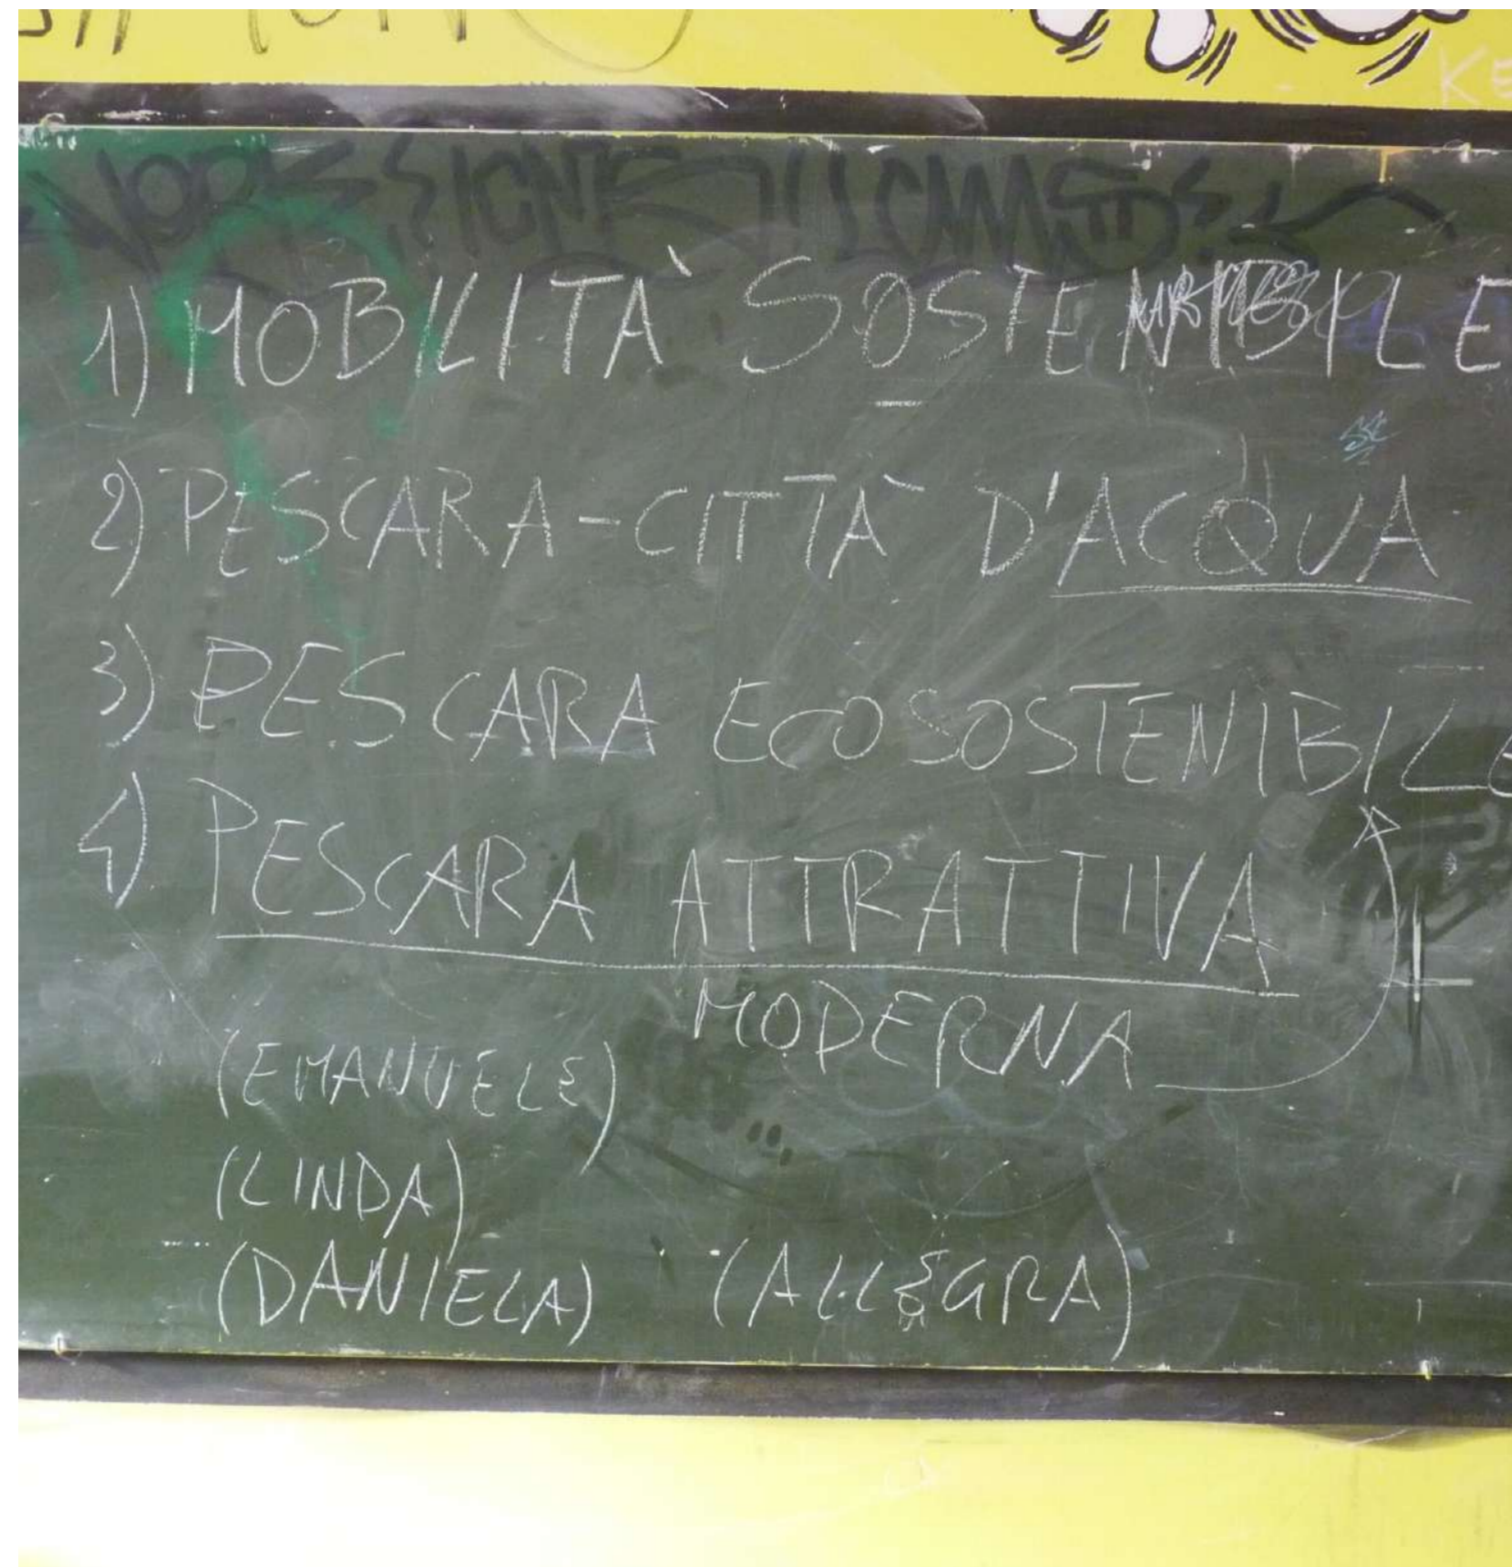 1) MOBILITÀ SOSTENIBILE
2) PESCARA-CITTÀ D'ACQUA
3) PESCARA ECOSOSTENIBILE
4) PESCARA ATTRATTIVA
MODERNA
(EMANUELE)
(LINDA)
(DANIELA) (ALLEGRA)